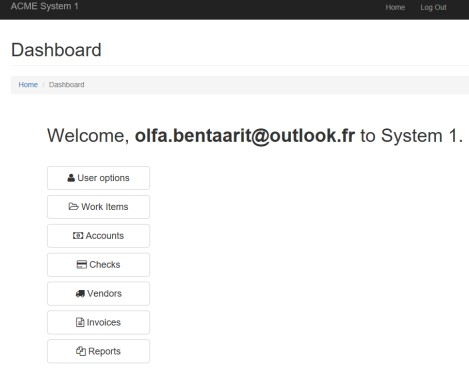 ACME System 1 Home Log Out
Dashboard
Home / Dashboard
Welcome, olfa.bentaarit@outlook.fr to System 1.
User options
Work Items
Accounts
Checks
Vendors
Invoices
Reports